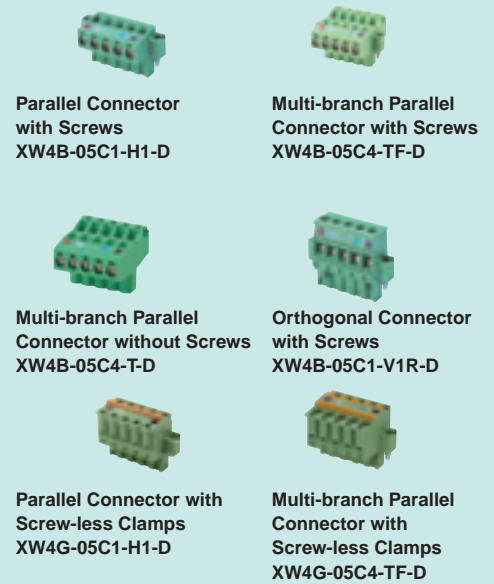 Parallel Connector
with Screws
XW4B-05C1-H1-D
Multi-branch Parallel
Connector with Screws
XW4B-05C4-TF-D
Multi-branch Parallel
Connector without Screws
XW4B-05C4-T-D
Orthogonal Connector
with Screws
XW4B-05C1-V1R-D
Parallel Connector with
Screw-less Clamps
XW4G-05C1-H1-D
Multi-branch Parallel
Connector with
Screw-less Clamps
XW4G-05C4-TF-D